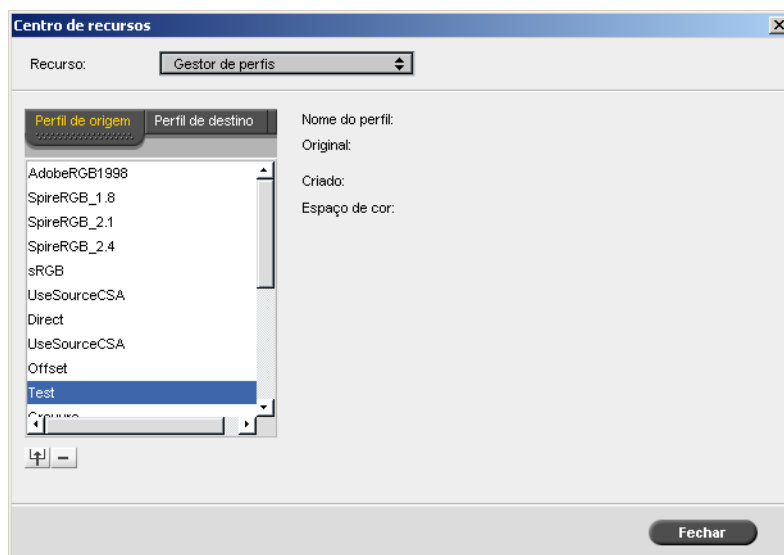 Centro de recursos
Recurso: Gestor de perfis
Perfil de origem Perfil de destino
AdobeRGB1998
SpireRGB_1.8
SpireRGB_2.1
SpireRGB_2.4
sRGB
UseSourceCSA
Direct
UseSourceCSA
Offset
Test
Nome do perfil:
Original:
Criado:
Espaço de cor:
Fechar